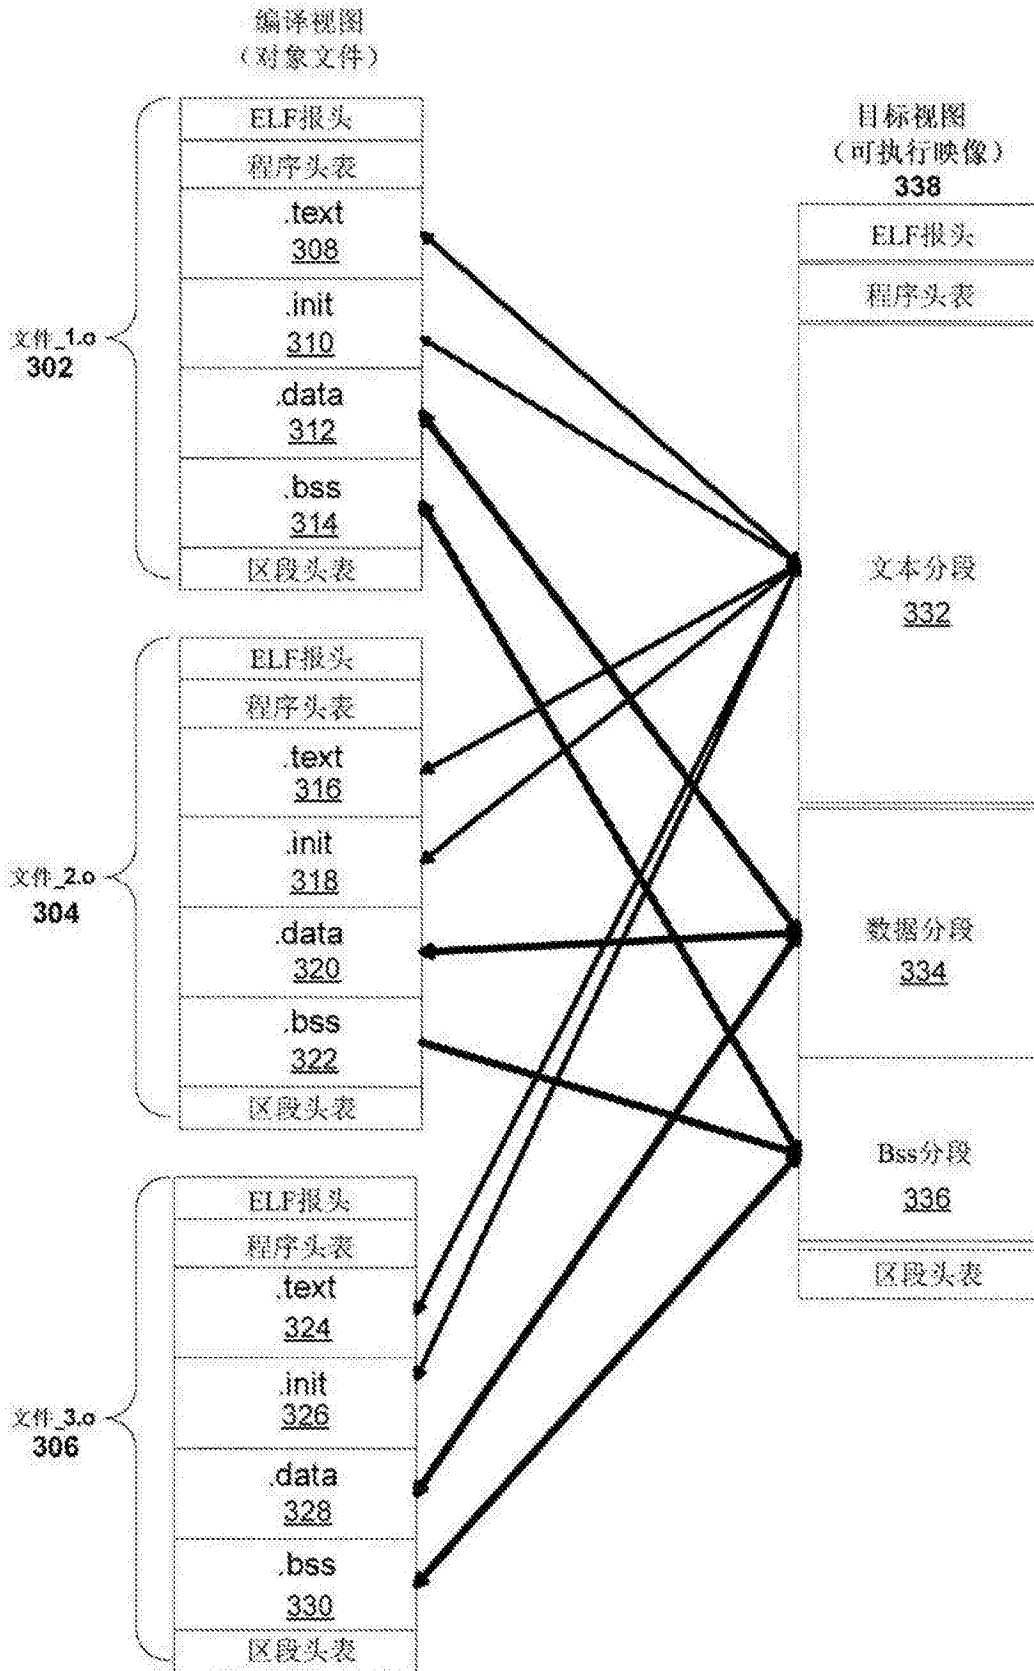 编译视图
（对象文件）
ELF报头
程序头表
.text
308
.init
310
.data
312
.bss
314
区段头表
文件_1.o
302
ELF报头
程序头表
.text
316
.init
318
.data
320
.bss
322
区段头表
文件_2.o
304
ELF报头
程序头表
.text
324
.init
326
.data
328
.bss
330
区段头表
文件_3.o
306
目标视图
（可执行映像）
338
ELF报头
程序头表
文本分段
332
数据分段
334
Bss分段
336
区段头表